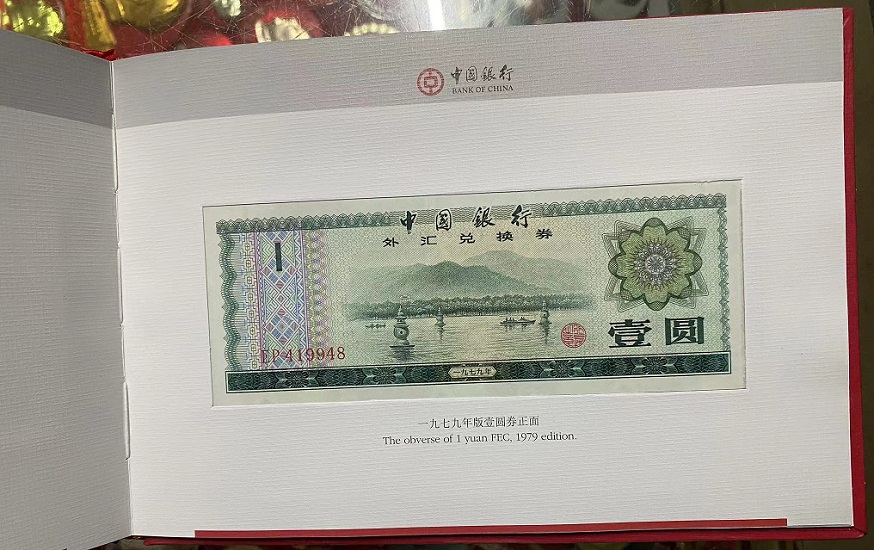 中国银行
BANK OF CHINA
中国银行
外汇兑换券
1
EP419948
壹圆
一九七九年
一九七九年版壹圆券正面
The obverse of 1 yuan FEC, 1979 edition.